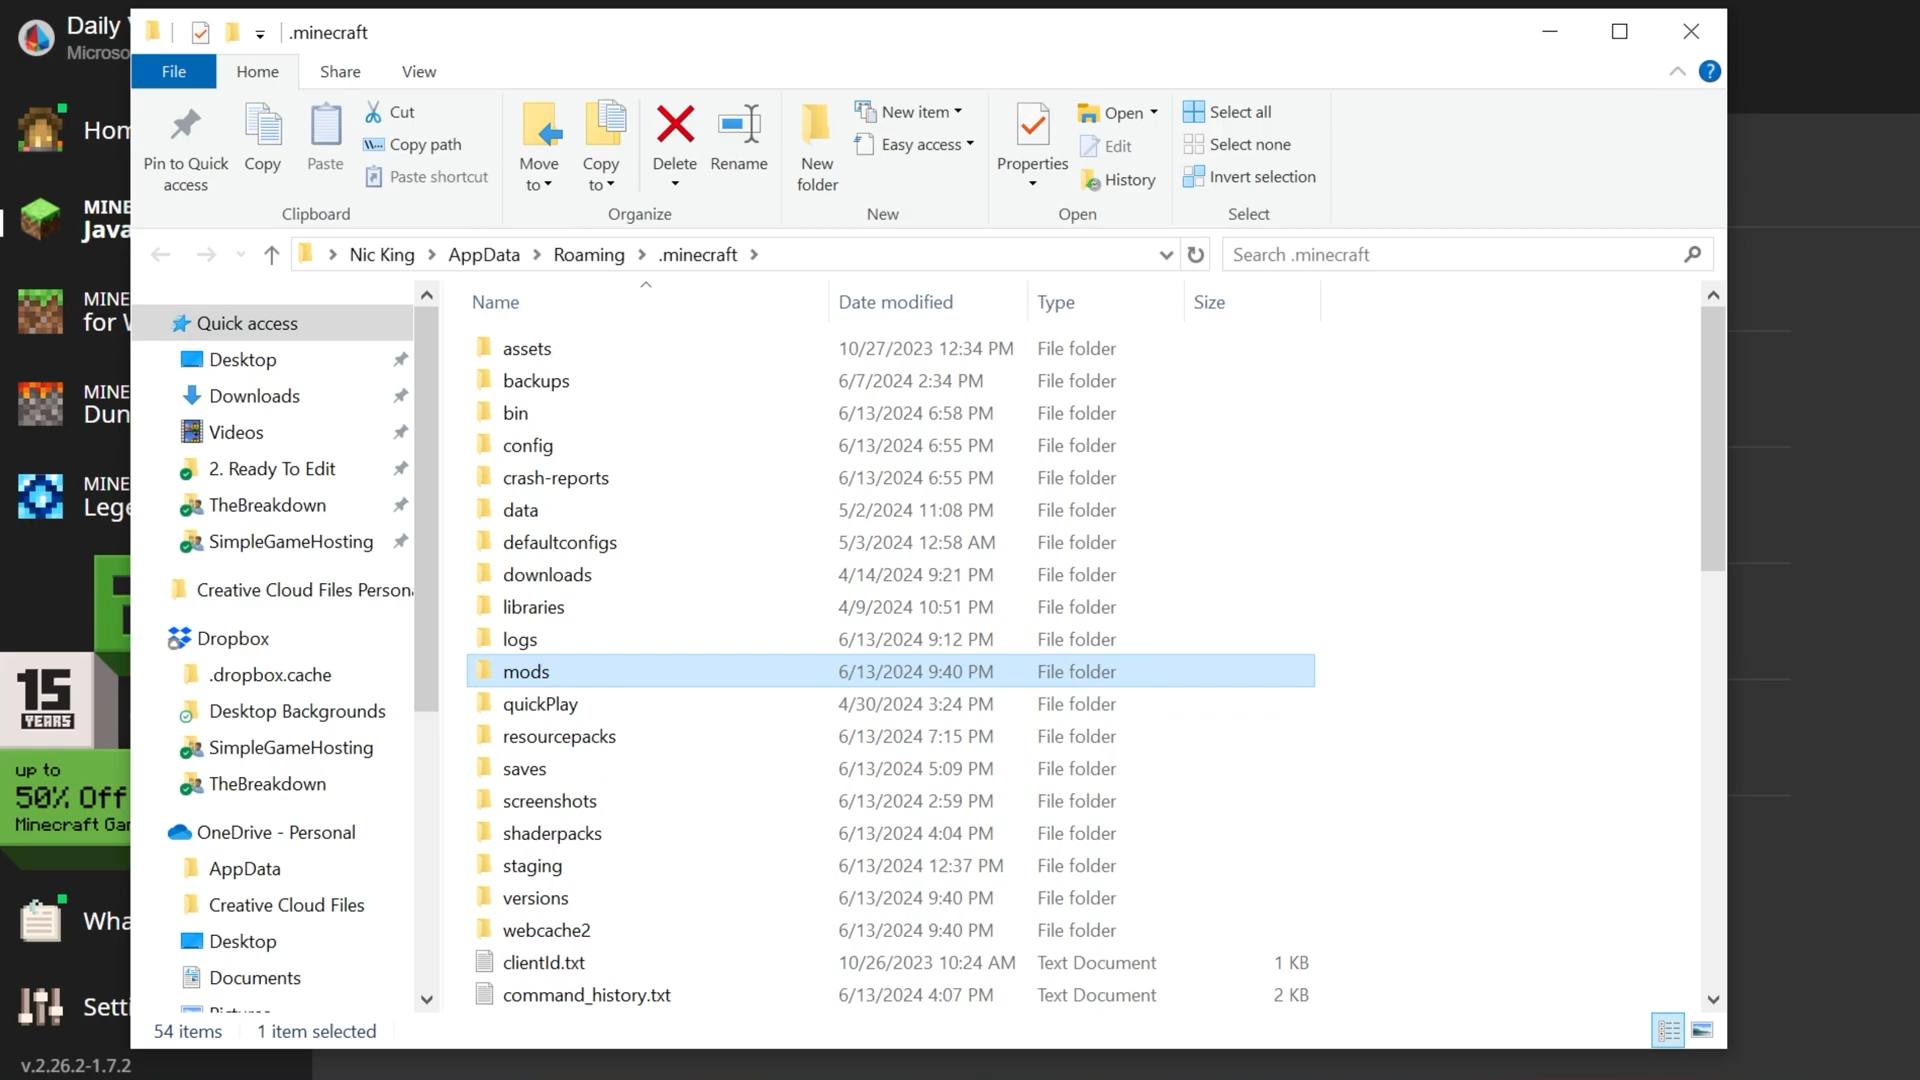 Daily
Microso
Hom
MINE
Java
MINE
for W
MINE
Dun
MINE
Lege
15
YEARS
up to
50% Off
Minecraft Gam
Wha
Setti
v.2.26.2-1.7.2
.minecraft
File
Home
Share
View
Pin to Quick
access
Copy
Paste
Cut
Copy path
Paste shortcut
Clipboard
Move
to
Copy
to
Delete
Rename
Organize
New
folder
New item
Easy access
New
Properties
Open
Edit
History
Open
Select all
Select none
Invert selection
Select
Nic King
AppData
Roaming
.minecraft
Search .minecraft
Quick access
Desktop
Downloads
Videos
2. Ready To Edit
TheBreakdown
SimpleGameHosting
Creative Cloud Files Persona
Dropbox
.dropbox.cache
Desktop Backgrounds
SimpleGameHosting
TheBreakdown
OneDrive - Personal
AppData
Creative Cloud Files
Desktop
Documents
Pictures
Name Date modified Type Size
assets 10/27/2023 12:34 PM File folder
backups 6/7/2024 2:34 PM File folder
bin 6/13/2024 6:58 PM File folder
config 6/13/2024 6:55 PM File folder
crash-reports 6/13/2024 6:55 PM File folder
data 5/2/2024 11:08 PM File folder
defaultconfigs 5/3/2024 12:58 AM File folder
downloads 4/14/2024 9:21 PM File folder
libraries 4/9/2024 10:51 PM File folder
logs 6/13/2024 9:12 PM File folder
mods 6/13/2024 9:40 PM File folder
quickPlay 4/30/2024 3:24 PM File folder
resourcepacks 6/13/2024 7:15 PM File folder
saves 6/13/2024 5:09 PM File folder
screenshots 6/13/2024 2:59 PM File folder
shaderpacks 6/13/2024 4:04 PM File folder
staging 6/13/2024 12:37 PM File folder
versions 6/13/2024 9:40 PM File folder
webcache2 6/13/2024 9:40 PM File folder
clientId.txt 10/26/2023 10:24 AM Text Document 1 KB
command_history.txt 6/13/2024 4:07 PM Text Document 2 KB
54 items
1 item selected